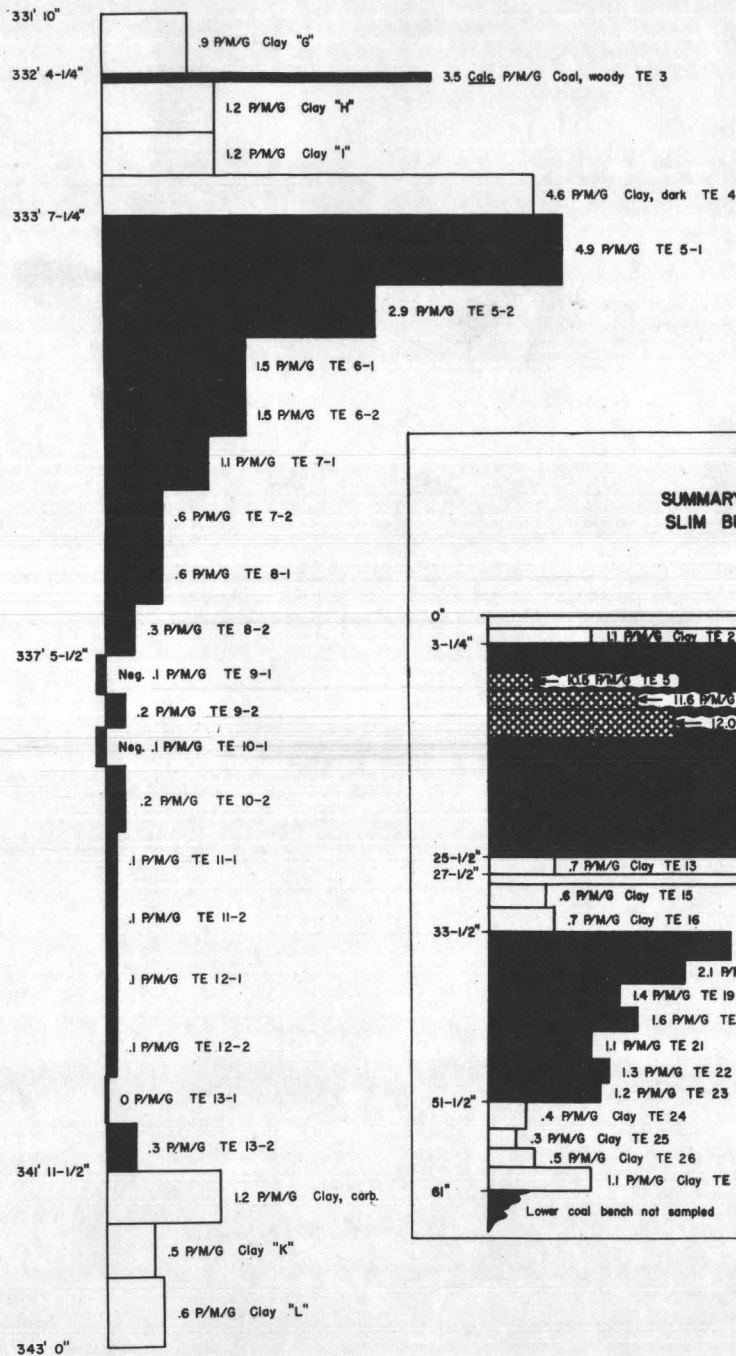 331' 10"
.9 P/M/G Clay "G"
332' 4-1/4"
3.5 Calc. P/M/G Coal, woody TE 3
1.2 P/M/G Clay "H"
1.2 P/M/G Clay "I"
4.6 P/M/G Clay, dark TE 4
333' 7-1/4"
4.9 P/M/G TE 5-1
2.9 P/M/G TE 5-2
1.5 P/M/G TE 6-1
1.5 P/M/G TE 6-2
1.1 P/M/G TE 7-1
.6 P/M/G TE 7-2
.6 P/M/G TE 8-1
.3 P/M/G TE 8-2
337' 5-1/2"
Neg. .1 P/M/G TE 9-1
.2 P/M/G TE 9-2
Neg. .1 P/M/G TE 10-1
.2 P/M/G TE 10-2
.1 P/M/G TE 11-1
.1 P/M/G TE 11-2
.1 P/M/G TE 12-1
.1 P/M/G TE 12-2
0 P/M/G TE 13-1
.3 P/M/G TE 13-2
341' 11-1/2"
1.2 P/M/G Clay, carb.
.5 P/M/G Clay "K"
.6 P/M/G Clay "L"
343' 0"
SUMMARY
SLIM
0"
1.1 P/M/G Clay TE 2
3-1/4"
10.5 P/M/G TE 5
11.6 P/M/G
12.0
25-1/2"
.7 P/M/G Clay TE 13
27-1/2"
.6 P/M/G Clay TE 15
.7 P/M/G Clay TE 16
33-1/2"
2.1
1.4 P/M/G TE 19
1.6 P/M/G TE
1.1 P/M/G TE 21
1.3 P/M/G TE 22
1.2 P/M/G TE 23
51-1/2"
.4 P/M/G Clay TE 24
.3 P/M/G Clay TE 25
.5 P/M/G Clay TE 26
1.1 P/M/G Clay TE
61"
Lower coal bench not sampled